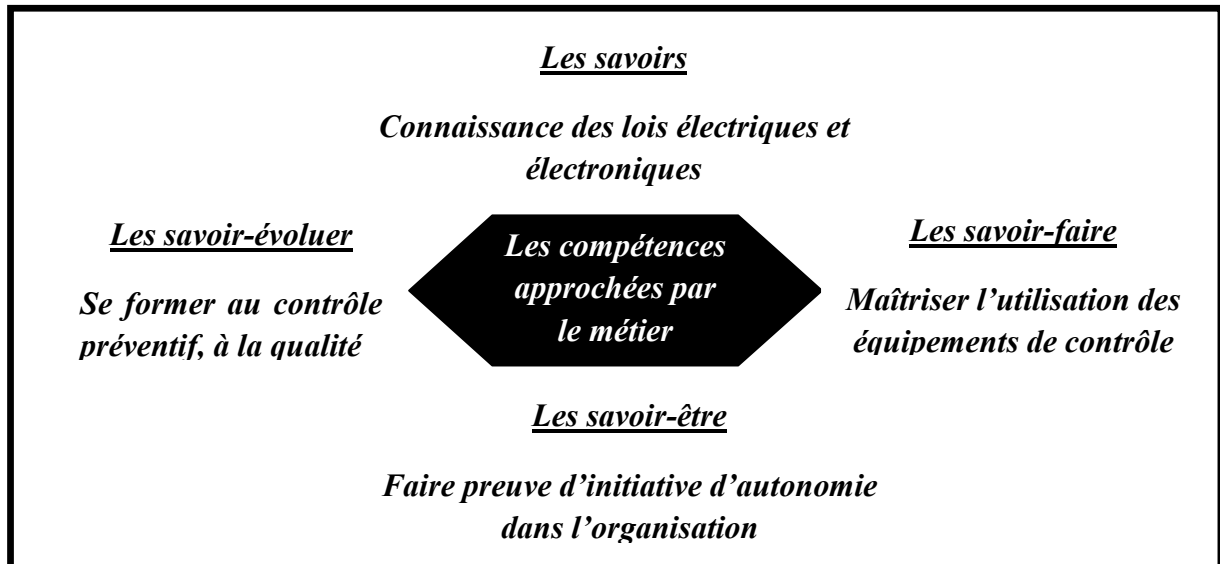 Les savoirs
Connaissance des lois électriques et
électroniques
Les savoir-évoluer
Se former au contrôle
préventif, à la qualité
Les compétences
approchées par
le métier
Les savoir-faire
Maîtriser l’utilisation des
équipements de contrôle
Les savoir-être
Faire preuve d’initiative d’autonomie
dans l’organisation